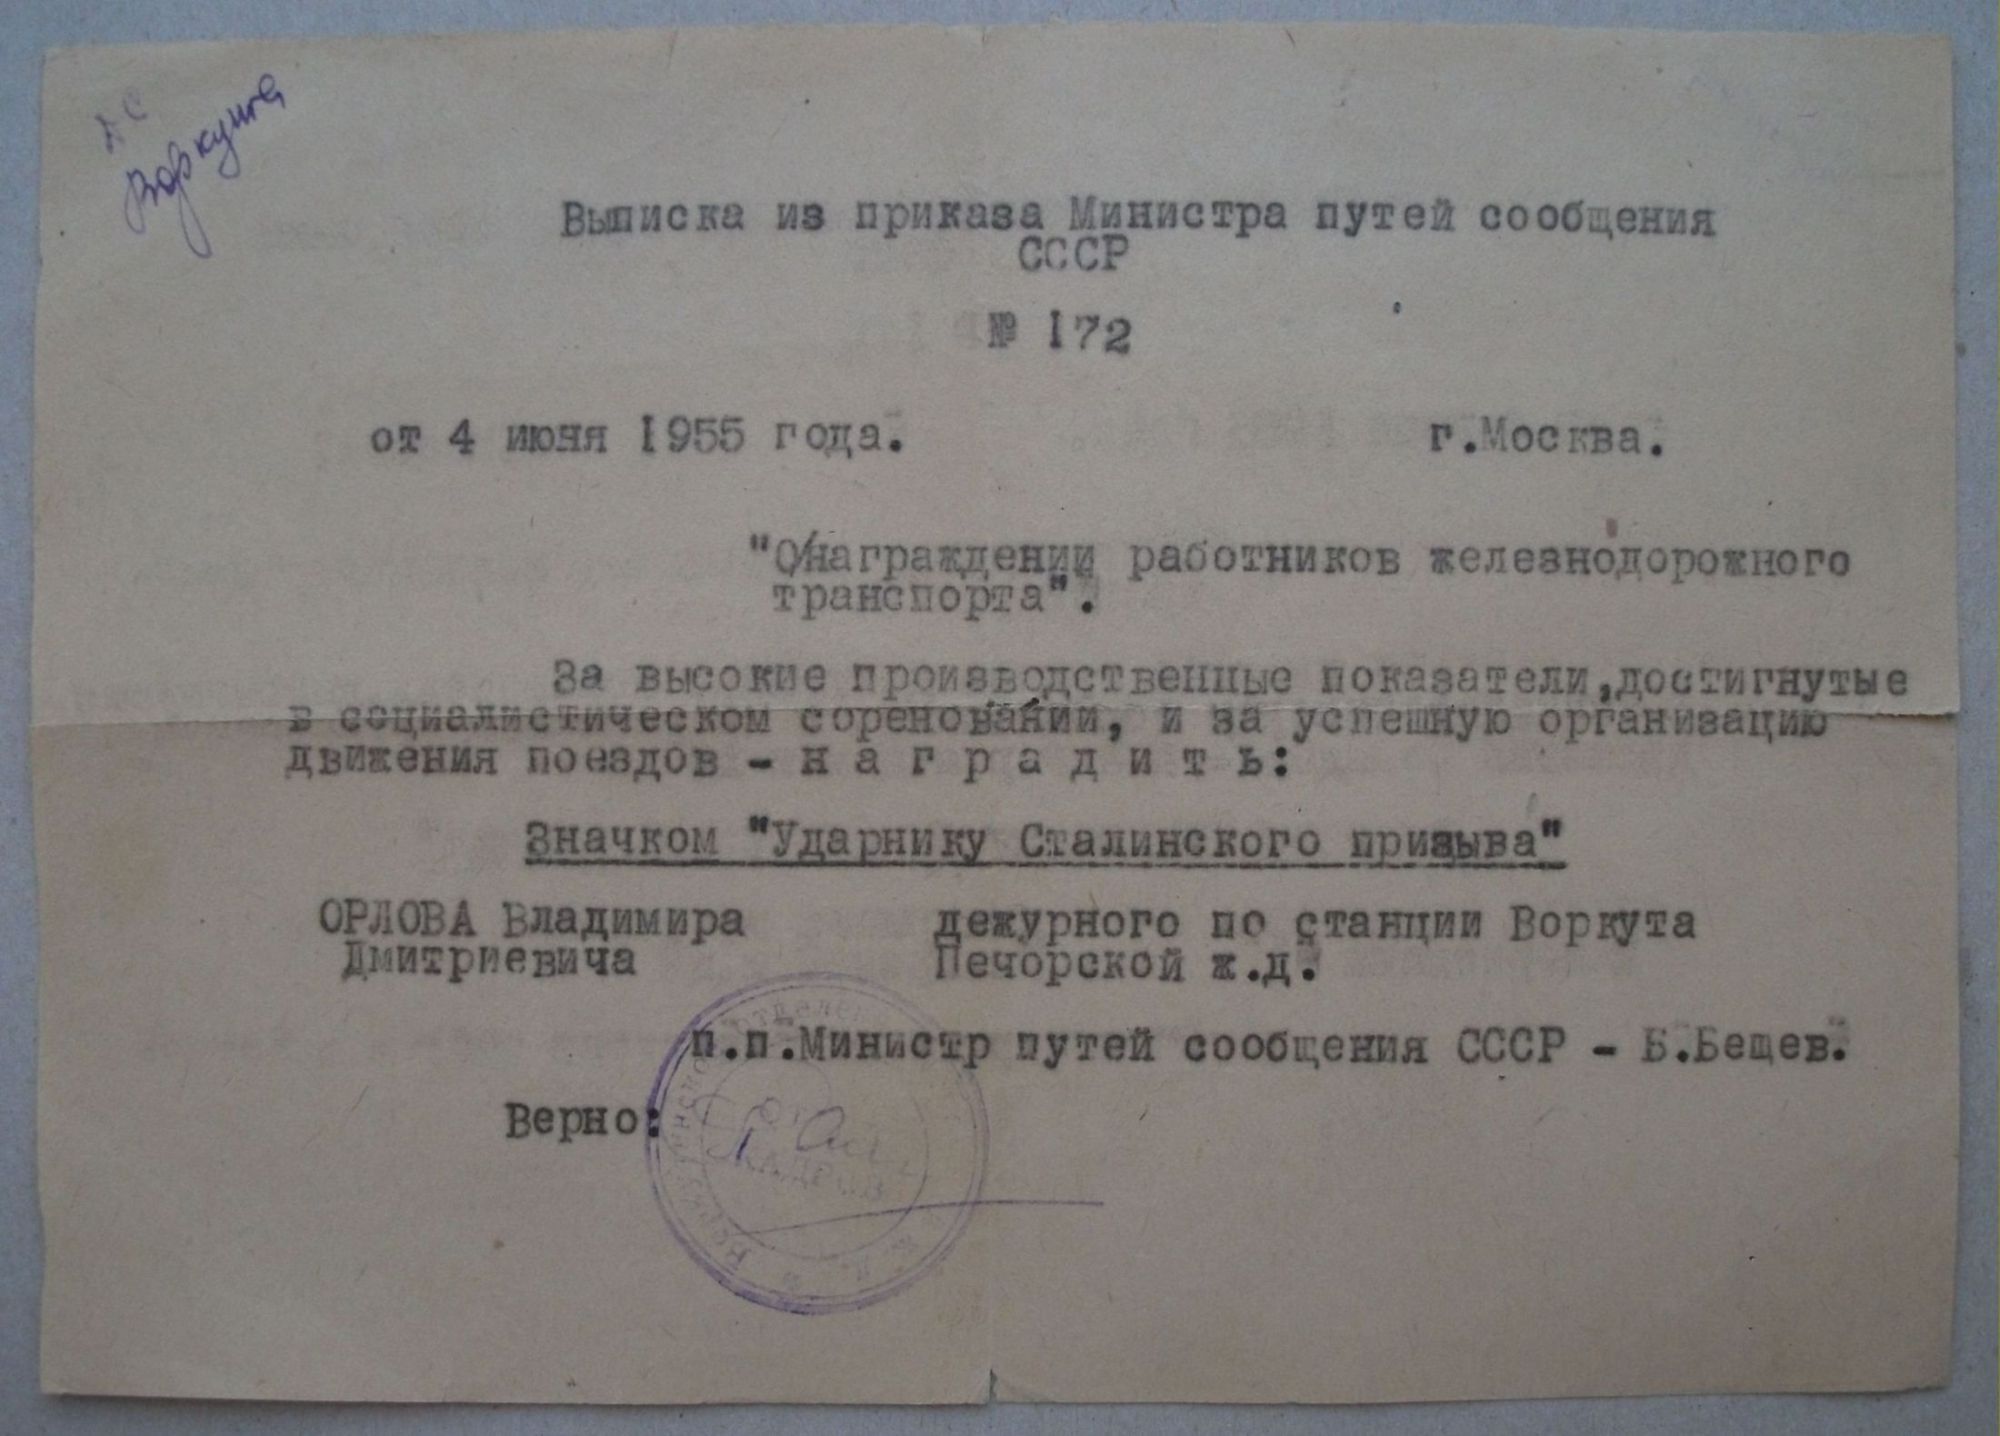 Воркута
Выписка из приказа Министра путей сообщения
СССР
№ 172
от 4 июня 1955 года. г.Москва.
"О/награждении работников железнодорожного
транспорта".
За высокие производственные показатели,достигнутые
в социалистическом соревновании, и за успешную организацию
движения поездов - н а г р а д и т ь:
Значком "Ударнику Сталинского призыва"
ОРЛОВА Владимира дежурного по станции Воркута
Дмитриевича Печорской ж.д.
п.п.Министр путей сообщения СССР - Б.Бещев.
Верно:
КАДРОВ